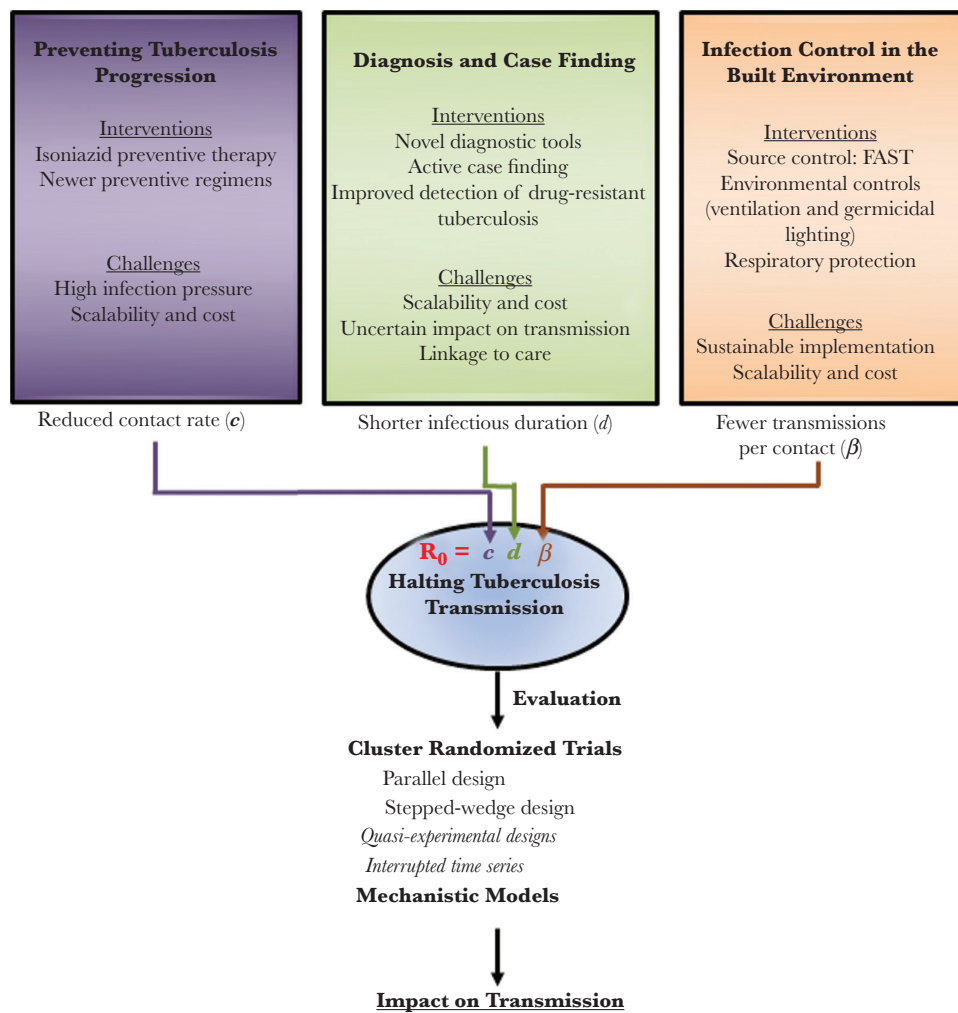 Preventing Tuberculosis
Progression
Interventions
Isoniazid preventive therapy
Newer preventive regimens
Challenges
High infection pressure
Scalability and cost
Diagnosis and Case Finding
Interventions
Novel diagnostic tools
Active case finding
Improved detection of drug-resistant
tuberculosis
Challenges
Scalability and cost
Uncertain impact on transmission
Linkage to care
Infection Control in the
Built Environment
Interventions
Source control: FAST
Environmental controls
(ventilation and germicidal
lighting)
Respiratory protection
Challenges
Sustainable implementation
Scalability and cost
Reduced contact rate (c)
Shorter infectious duration (d)
Fewer transmissions
per contact (β)
R₀ = c d β
Halting Tuberculosis
Transmission
Evaluation
Cluster Randomized Trials
Parallel design
Stepped-wedge design
Quasi-experimental designs
Interrupted time series
Mechanistic Models
Impact on Transmission